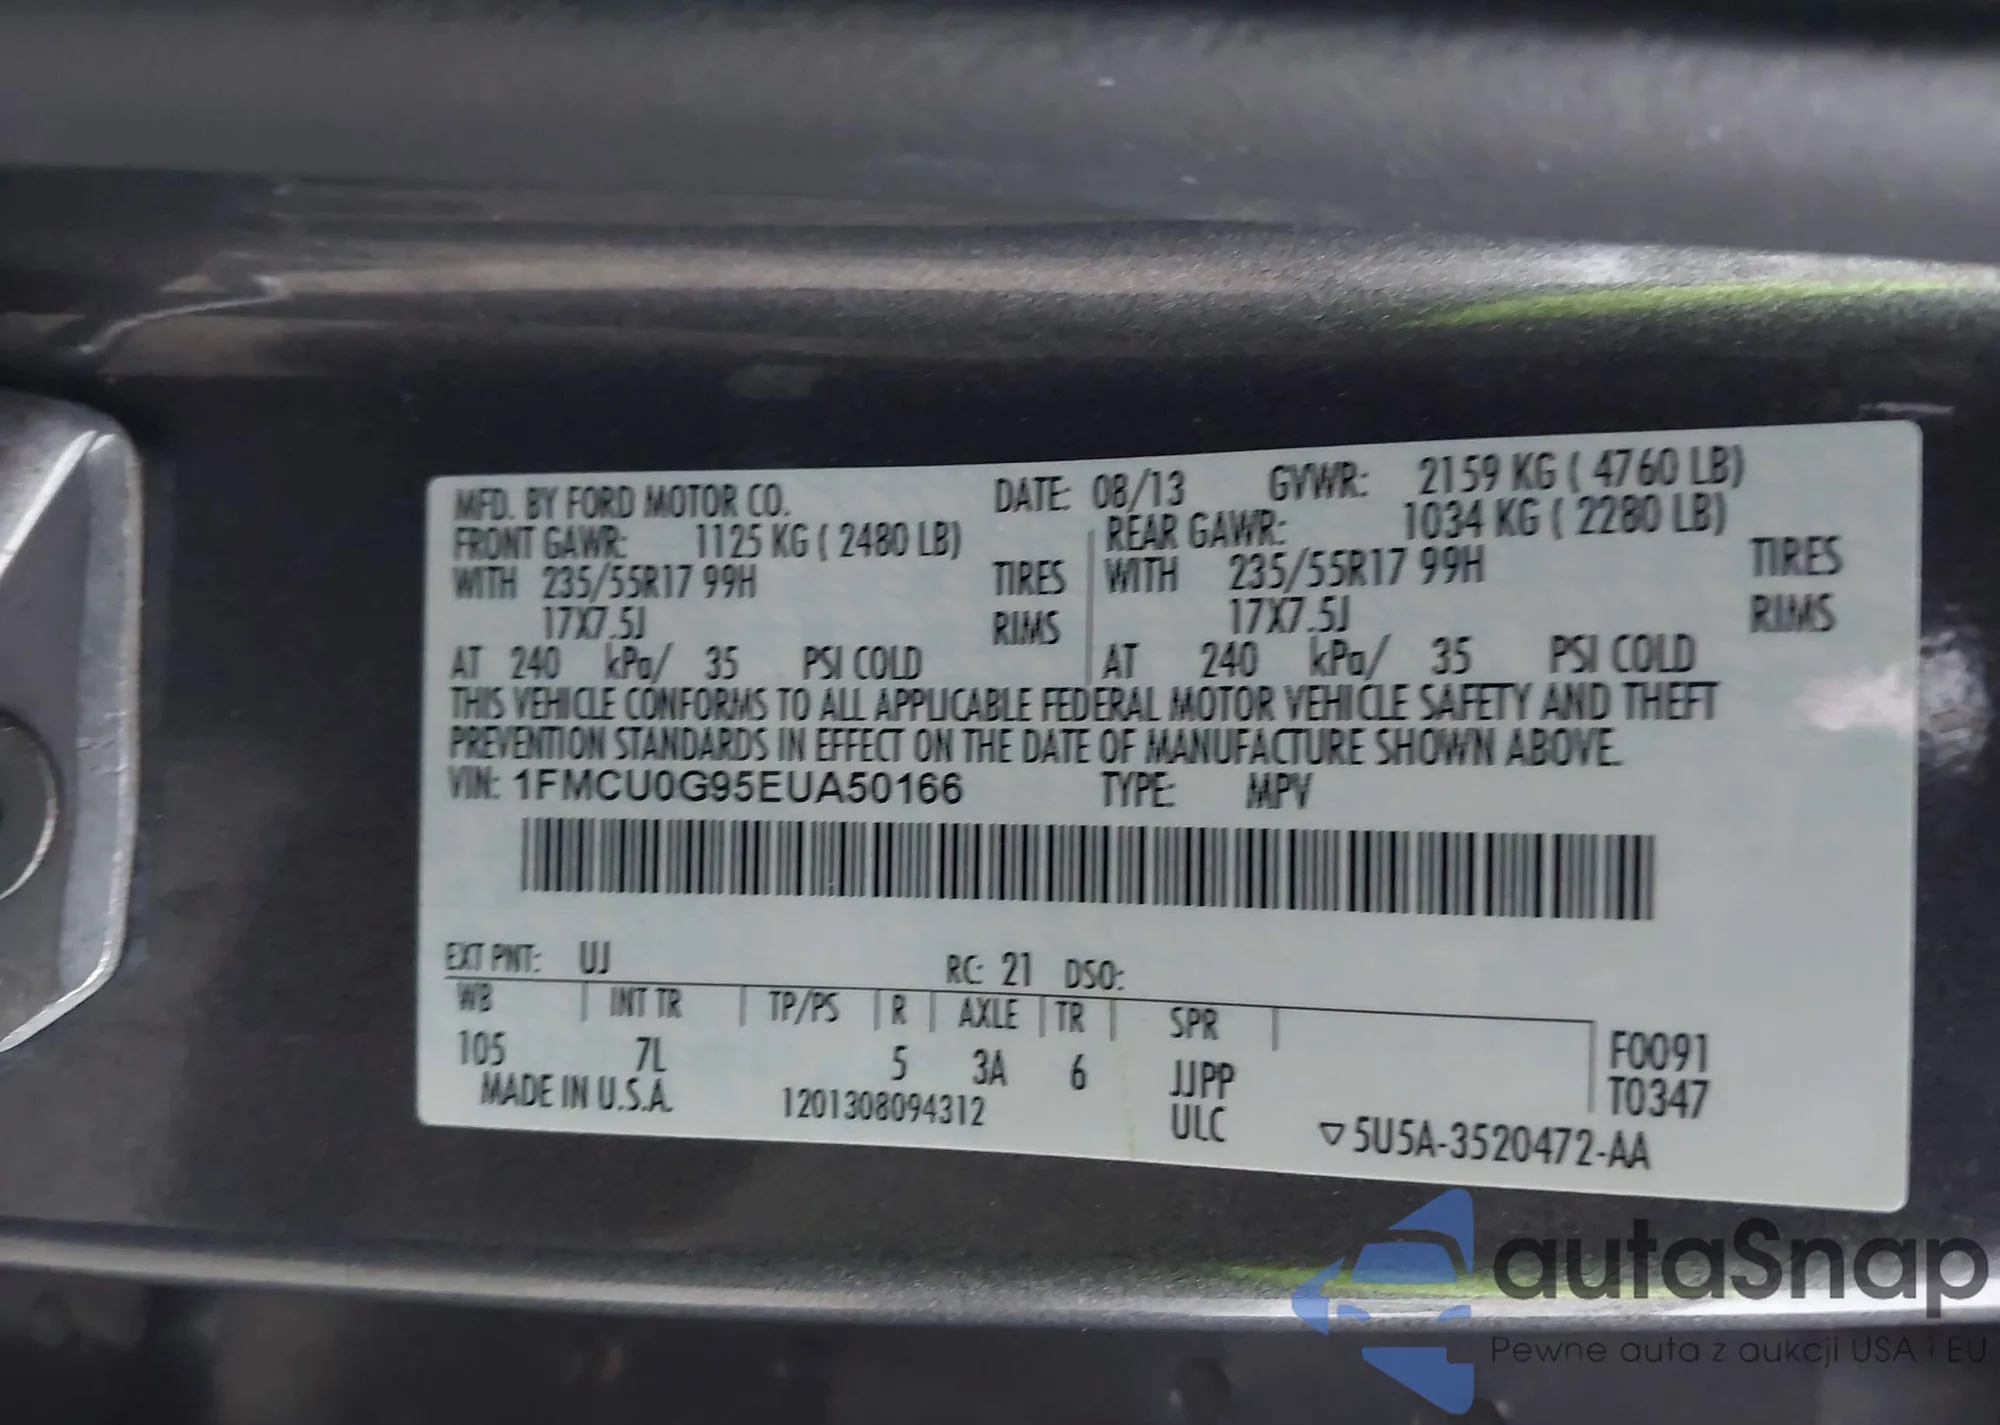 MFD. BY FORD MOTOR CO. DATE: 08/13 GVWR: 2159 KG ( 4760 LB)
FRONT GAWR: 1125 KG ( 2480 LB) REAR GAWR: 1034 KG ( 2280 LB)
WITH 235/55R17 99H TIRES WITH 235/55R17 99H TIRES
17X7.5J RIMS 17X7.5J RIMS
AT 240 kPa/ 35 PSI COLD AT 240 kPa/ 35 PSI COLD
THIS VEHICLE CONFORMS TO ALL APPLICABLE FEDERAL MOTOR VEHICLE SAFETY AND THEFT
PREVENTION STANDARDS IN EFFECT ON THE DATE OF MANUFACTURE SHOWN ABOVE.
VIN: 1FMCU0G95EUA50166 TYPE: MPV
EXT PNT: UJ RC: 21 DSO:
WB INT TR TP/PS R AXLE TR SPR
105 7L 5 3A 6 JJPP F0091
MADE IN U.S.A. 1201308094312 ULC T0347
▽5U5A-3520472-AA
autaSnap
Pewne auta z aukcji USA i EU